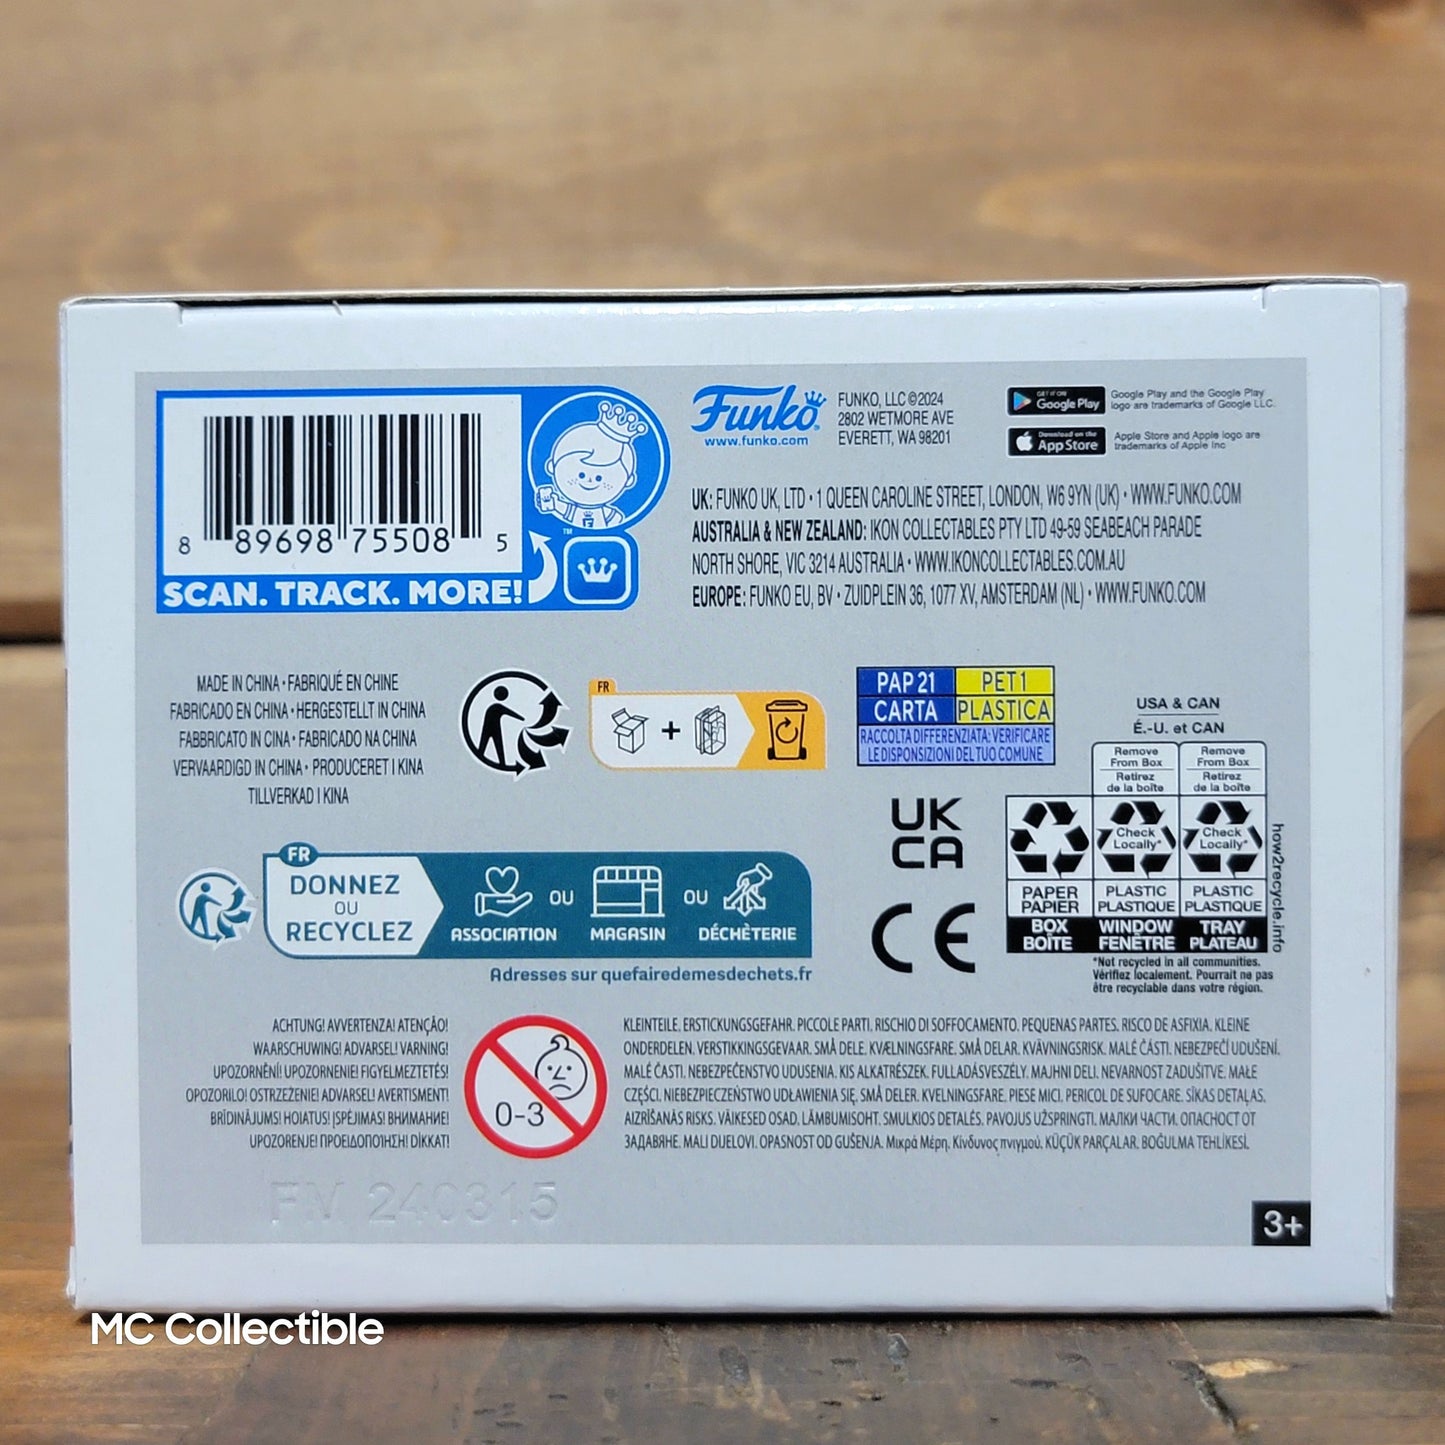 8 89698 75508 5
SCAN. TRACK. MORE!
TM
Funko
www.funko.com
FUNKO, LLC ©2024
2802 WETMORE AVE
EVERETT, WA 98201
GET IT ON
Google Play
Google Play and the Google Play
logo are trademarks of Google LLC.
Download on the
App Store
Apple Store and Apple logo are
trademarks of Apple Inc
UK: FUNKO UK, LTD • 1 QUEEN CAROLINE STREET, LONDON, W6 9YN (UK) • WWW.FUNKO.COM
AUSTRALIA & NEW ZEALAND: IKON COLLECTABLES PTY LTD 49-59 SEABEACH PARADE
NORTH SHORE, VIC 3214 AUSTRALIA • WWW.IKONCOLLECTABLES.COM.AU
EUROPE: FUNKO EU, BV • ZUIDPLEIN 36, 1077 XV, AMSTERDAM (NL) • WWW.FUNKO.COM
MADE IN CHINA • FABRIQUÉ EN CHINE
FABRICADO EN CHINA • HERGESTELLT IN CHINA
FABBRICATO IN CINA • FABRICADO NA CHINA
VERVAARDIGD IN CHINA • PRODUCERET I KINA
TILLVERKAD I KINA
FR
+
PAP 21 PET 1
CARTA PLASTICA
RACCOLTA DIFFERENZIATA: VERIFICARE
LE DISPONSIZIONI DEL TUO COMUNE
USA & CAN
É.-U. et CAN
Remove From Box
Retirez de la boîte
Remove From Box
Retirez de la boîte
Check Locally*
Check Locally*
PAPER PAPIER
PLASTIC PLASTIQUE
PLASTIC PLASTIQUE
BOX BOÎTE
WINDOW FENÊTRE
TRAY PLATEAU
how2recycle.info
*Not recycled in all communities.
Vérifiez localement. Pourrait ne pas
être recyclable dans votre région.
UK
CA
CE
FR
DONNEZ
OU
RECYCLEZ
ASSOCIATION OU MAGASIN OU DÉCHÈTERIE
Adresses sur quefairedemesdechets.fr
ACHTUNG! AVVERTENZA! ATENÇÃO!
WAARSCHUWING! ADVARSEL! VARNING!
UPOZORNĚNÍ! UPOZORNENIE! FIGYELMEZTETÉS!
OPOZORILO! OSTRZEŻENIE! ADVARSEL! AVERTISMENT!
BRĪDINĀJUMS! HOIATUS! ĮSPĖJIMAS! ВНИМАНИЕ!
UPOZORENJE! ΠΡΟΕΙΔΟΠΟΙΗΣΗ! DİKKAT!
0-3
KLEINTEILE. ERSTICKUNGSGEFAHR. PICCOLE PARTI. RISCHIO DI SOFFOCAMENTO. PEQUENAS PARTES. RISCO DE ASFIXIA. KLEINE
ONDERDELEN. VERSTIKKINGSGEVAAR. SMÅ DELE. KVÆLNINGSFARE. SMÅ DELAR. KVÄVNINGSRISK. MALÉ ČÁSTI. NEBEZPEČÍ UDUŠENÍ.
MALÉ ČASTI. NEBEZPEČENSTVO UDUSENIA. KIS ALKATRÉSZEK. FULLADÁSVESZÉLY. MAJHNI DELI. NEVARNOST ZADUŠITVE. MAŁE
CZĘŚCI. NIEBEZPIECZEŃSTWO UDŁAWIENIA SIĘ. SMÅ DELER. KVELNINGSFARE. PIESE MICI. PERICOL DE SUFOCARE. SĪKAS DETAĻAS.
AIZRĪŠANĀS RISKS. VÄIKESED OSAD. LÄMBUMISOHT. SMULKIOS DETALĖS. PAVOJUS UŽSPRINGTI. МАЛКИ ЧАСТИ. ОПАСНОСТ ОТ
ЗАДАВЯНЕ. MALI DIJELOVI. OPASNOST OD GUŠENJA. Μικρά Μέρη. Κίνδυνος πνιγμού. KÜÇÜK PARÇALAR. BOĞULMA TEHLİKESİ.
FM 240315
3+
MC Collectible